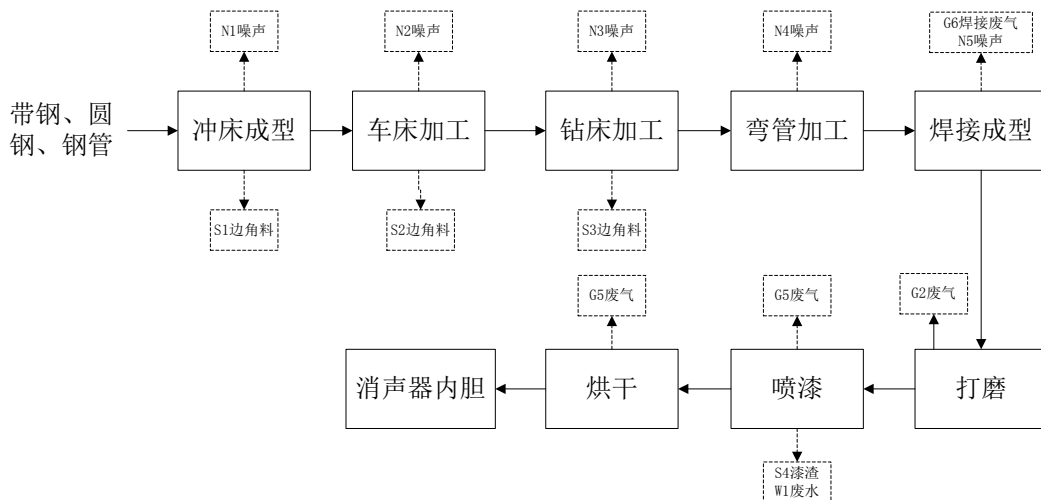 N1噪声
N2噪声
N3噪声
N4噪声
G6焊接废气
N5噪声
带钢、圆
钢、钢管
冲床成型
车床加工
钻床加工
弯管加工
焊接成型
S1边角料
S2边角料
S3边角料
G5废气
G5废气
G2废气
消声器内胆
烘干
喷漆
打磨
S4漆渣
W1废水